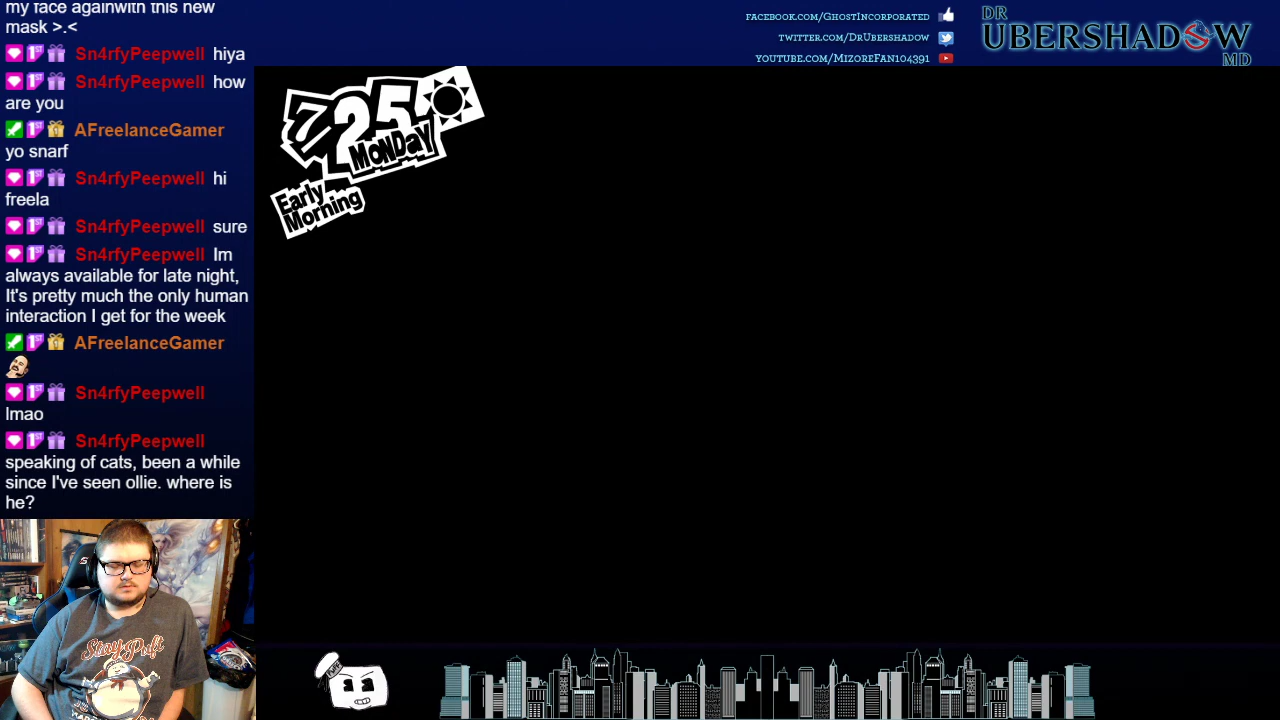 my face againwith this new
mask >.<
Sn4rfyPeepwell hiya
Sn4rfyPeepwell how
are you
AFreelanceGamer
yo snarf
Sn4rfyPeepwell hi
freela
Sn4rfyPeepwell sure
Sn4rfyPeepwell Im
always available for late night,
It's pretty much the only human
interaction I get for the week
AFreelanceGamer
Sn4rfyPeepwell
lmao
Sn4rfyPeepwell
speaking of cats, been a while
since I've seen ollie. where is
he?
facebook.com/GhostIncorporated
twitter.com/DrUbershadow
youtube.com/MizoreFan104391
DR
UBERSHADOW
MD
7 25
MONDAY
Early
Morning
Stay Puft